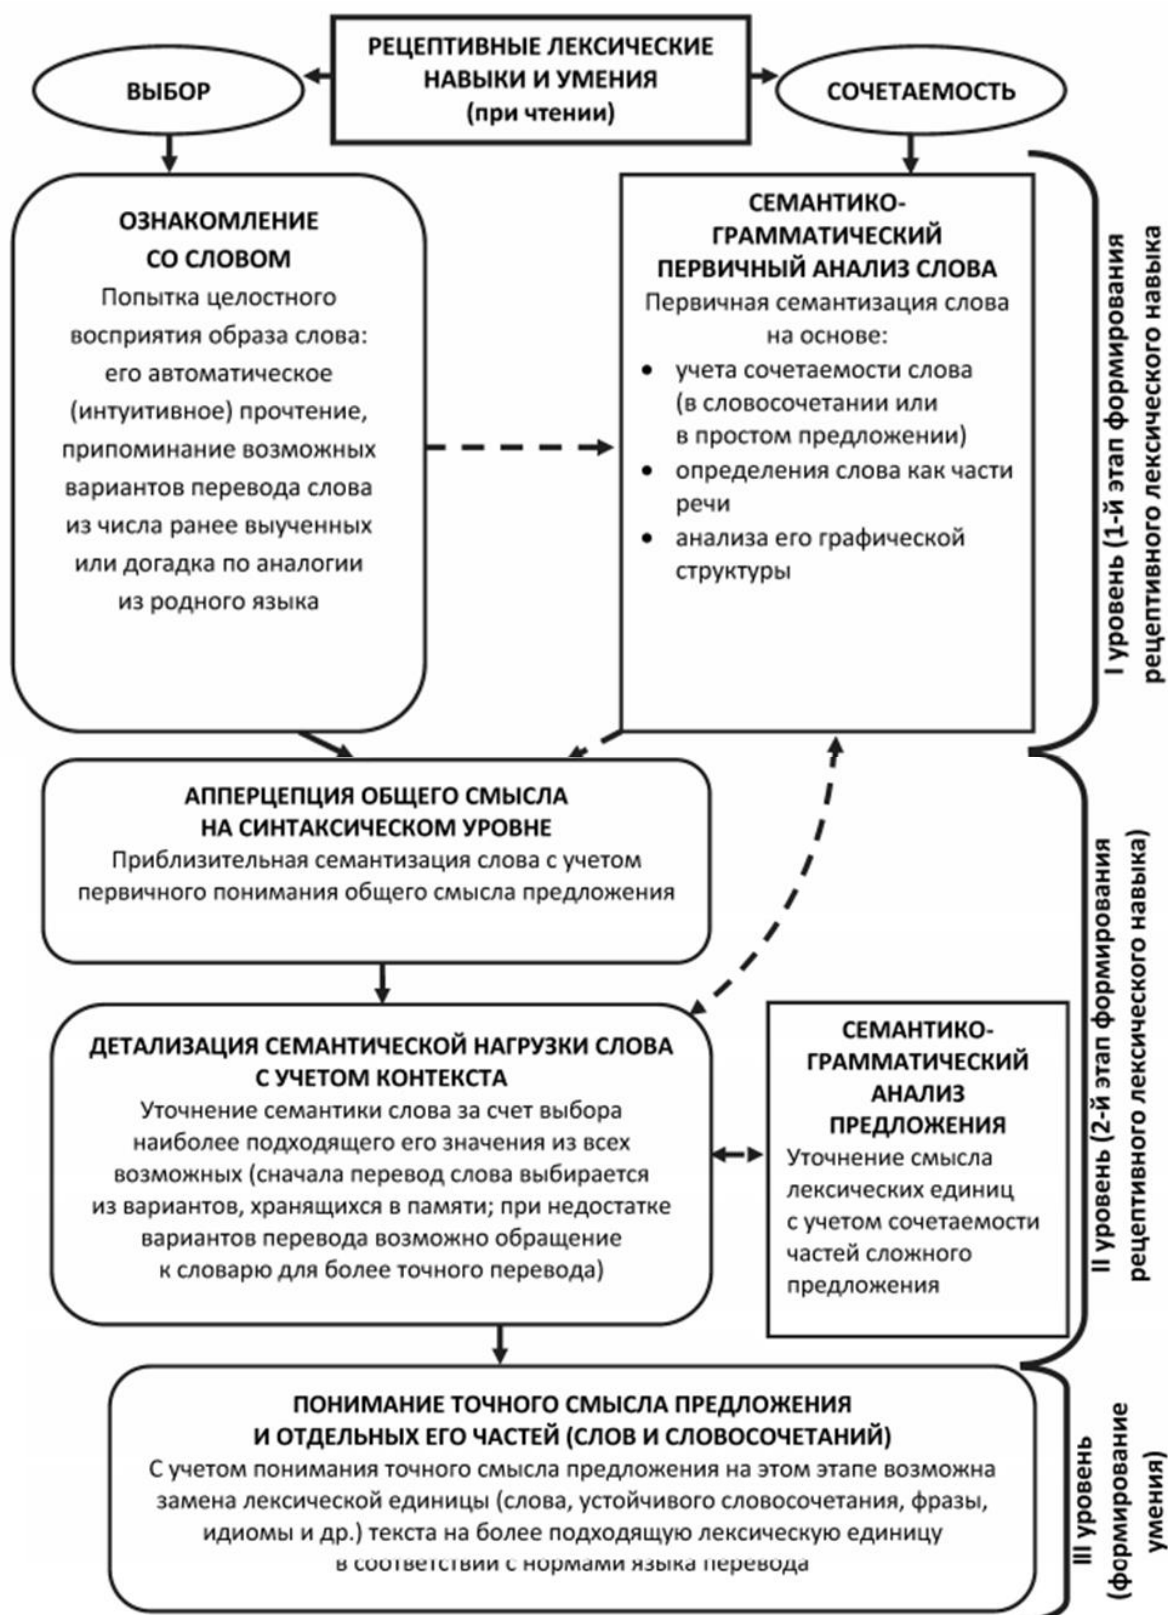 РЕЦЕПТИВНЫЕ ЛЕКСИЧЕСКИЕ
НАВЫКИ И УМЕНИЯ
(при чтении)
ВЫБОР
СОЧЕТАЕМОСТЬ
ОЗНАКОМЛЕНИЕ
СО СЛОВОМ
Попытка целостного
восприятия образа слова:
его автоматическое
(интуитивное) прочтение,
припоминание возможных
вариантов перевода слова
из числа ранее выученных
или догадка по аналогии
из родного языка
СЕМАНТИКО-
ГРАММАТИЧЕСКИЙ
ПЕРВИЧНЫЙ АНАЛИЗ СЛОВА
Первичная семантизация слова
на основе:
• учета сочетаемости слова
(в словосочетании или
в простом предложении)
• определения слова как части
речи
• анализа его графической
структуры
I уровень (1-й этап формирования
рецептивного лексического навыка
АППЕРЦЕПЦИЯ ОБЩЕГО СМЫСЛА
НА СИНТАКСИЧЕСКОМ УРОВНЕ
Приблизительная семантизация слова с учетом
первичного понимания общего смысла предложения
ДЕТАЛИЗАЦИЯ СЕМАНТИЧЕСКОЙ НАГРУЗКИ СЛОВА
С УЧЕТОМ КОНТЕКСТА
Уточнение семантики слова за счет выбора
наиболее подходящего его значения из всех
возможных (сначала перевод слова выбирается
из вариантов, хранящихся в памяти; при недостатке
вариантов перевода возможно обращение
к словарю для более точного перевода)
СЕМАНТИКО-
ГРАММАТИЧЕСКИЙ
АНАЛИЗ
ПРЕДЛОЖЕНИЯ
Уточнение смысла
лексических единиц
с учетом сочетаемости
частей сложного
предложения
II уровень (2-й этап формирования
рецептивного лексического навыка)
ПОНИМАНИЕ ТОЧНОГО СМЫСЛА ПРЕДЛОЖЕНИЯ
И ОТДЕЛЬНЫХ ЕГО ЧАСТЕЙ (СЛОВ И СЛОВОСОЧЕТАНИЙ)
С учетом понимания точного смысла предложения на этом этапе возможна
замена лексической единицы (слова, устойчивого словосочетания, фразы,
идиомы и др.) текста на более подходящую лексическую единицу
в соответствии с нормами языка перевода
III уровень
(формирование
умения)